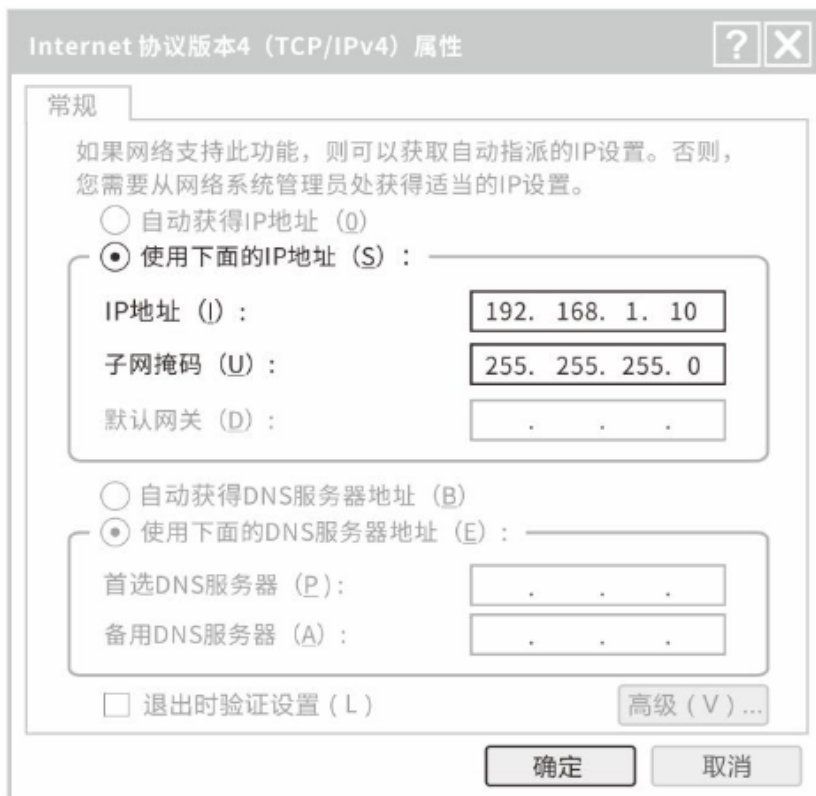 Internet 协议版本4（TCP/IPv4）属性
常规
如果网络支持此功能，则可以获取自动指派的IP设置。否则，
您需要从网络系统管理员处获得适当的IP设置。
自动获得IP地址（0）
使用下面的IP地址（S）：
IP地址（I）：
192. 168. 1. 10
子网掩码（U）：
255. 255. 255. 0
默认网关（D）：
. . .
自动获得DNS服务器地址（B）
使用下面的DNS服务器地址（E）：
首选DNS服务器（P）：
. . .
备用DNS服务器（A）：
. . .
退出时验证设置（L）
高级（V）...
确定
取消